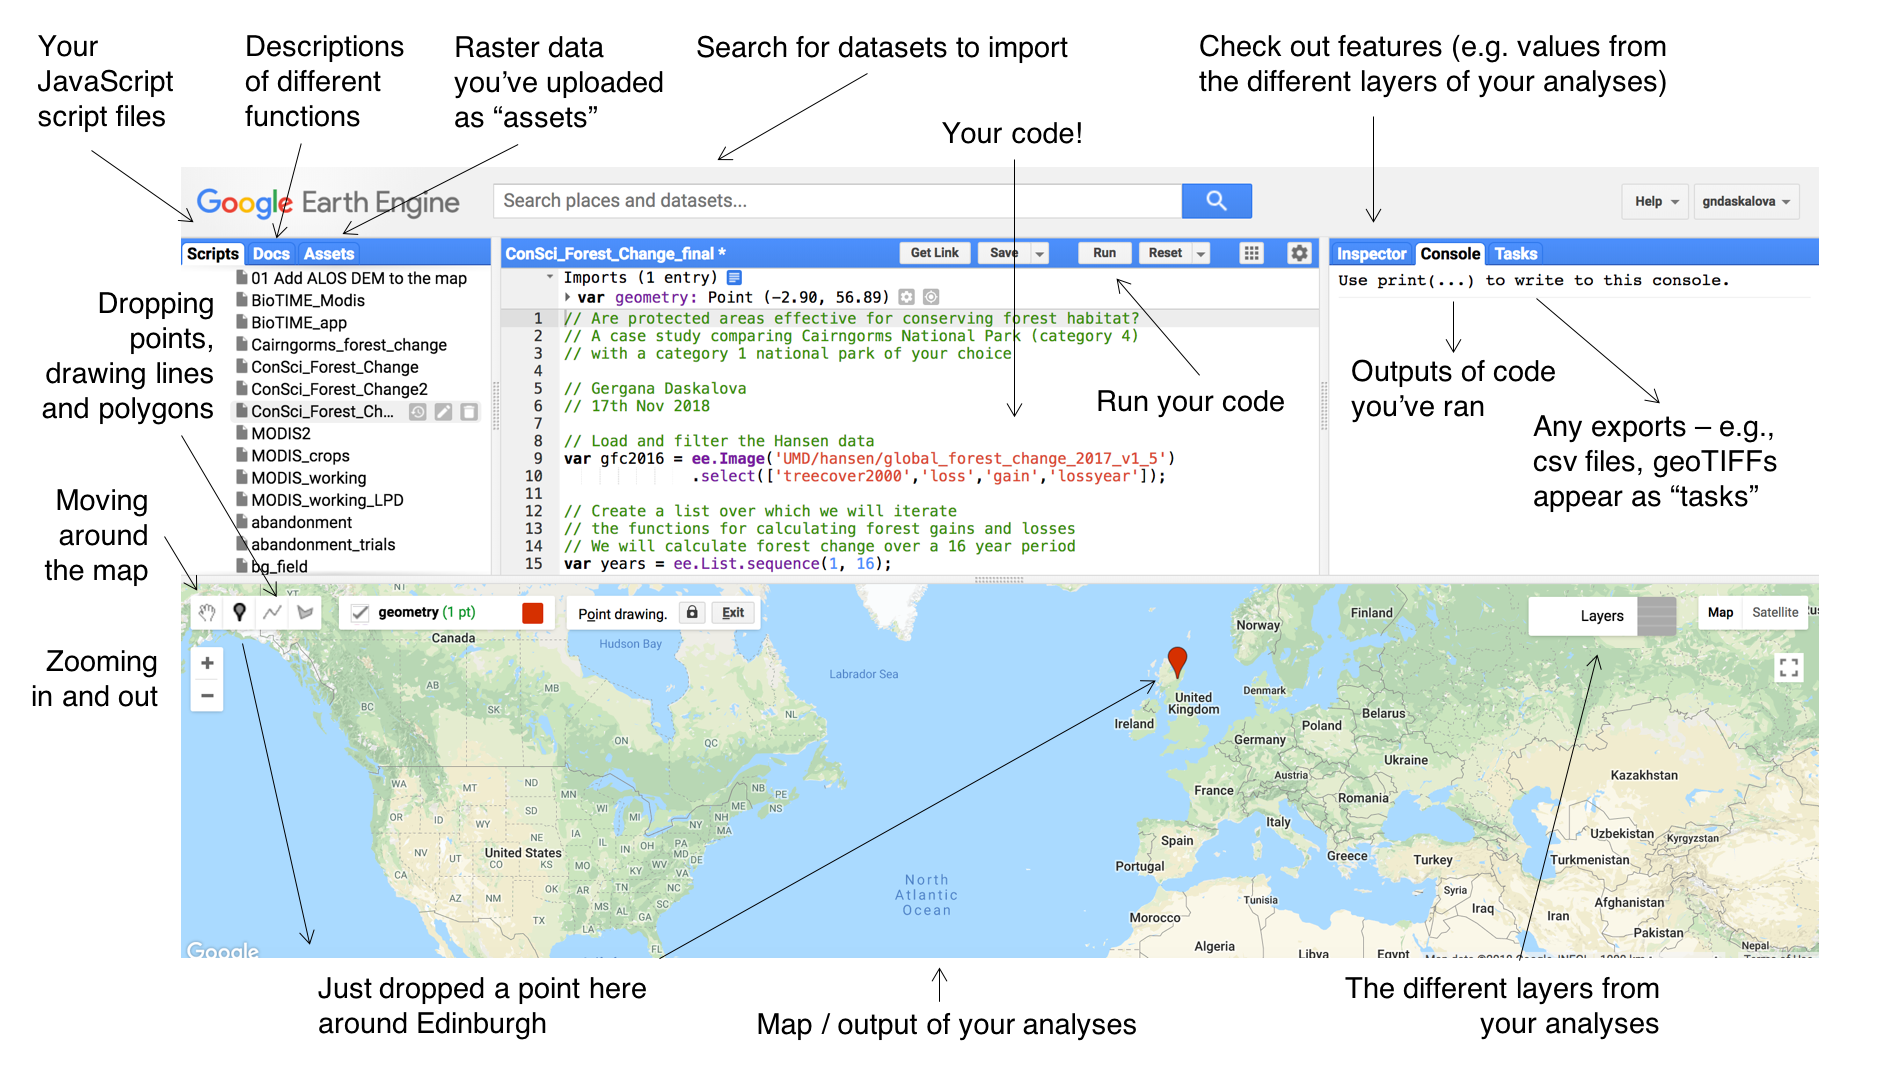 Your
JavaScript
script files
Descriptions
of different
functions
Raster data
you’ve uploaded
as “assets”
Search for datasets to import
Your code!
Check out features (e.g. values from
the different layers of your analyses)
Google Earth Engine
Search places and datasets...
Help
gndaskalova
Scripts
Docs
Assets
01 Add ALOS DEM to the map
BioTIME_Modis
BioTIME_app
Cairngorms_forest_change
ConSci_Forest_Change
ConSci_Forest_Change2
ConSci_Forest_Ch...
MODIS2
MODIS_crops
MODIS_working
MODIS_working_LPD
abandonment
abandonment_trials
bg_field
Dropping
points,
drawing lines
and polygons
Moving
around
the map
Zooming
in and out
ConSci_Forest_Change_final *
Get Link
Save
Run
Reset
Imports (1 entry)
var geometry: Point (-2.90, 56.89)
1 // Are protected areas effective for conserving forest habitat?
2 // A case study comparing Cairngorms National Park (category 4)
3 // with a category 1 national park of your choice
4
5 // Gergana Daskalova
6 // 17th Nov 2018
7
8 // Load and filter the Hansen data
9 var gfc2016 = ee.Image('UMD/hansen/global_forest_change_2017_v1_5')
10 .select(['treecover2000','loss','gain','lossyear']);
11
12 // Create a list over which we will iterate
13 // the functions for calculating forest gains and losses
14 // We will calculate forest change over a 16 year period
15 var years = ee.List.sequence(1, 16);
Run your code
Inspector
Console
Tasks
Use print(...) to write to this console.
Outputs of code
you’ve ran
Any exports – e.g.,
csv files, geoTIFFs
appear as “tasks”
geometry (1 pt)
Point drawing.
Exit
Layers
Map
Satellite
NT
YT
Canada
Hudson Bay
Labrador Sea
AB
BC
SK
MB
ON
QC
NL
NB
PE
NS
ME
WA
MT
ND
MN
OR
ID
WY
SD
WI
MI
NY
NH
MA
NE
IA
IL
IN
OH
PA
MD
DE
NV
UT
CO
United States
KS
MO
KY
WV
VA
CA
AZ
NM
OK
AR
TN
NC
SC
TX
MS
AL
GA
LA
FL
North
Atlantic
Ocean
Norway
Finland
Denmark
United
Kingdom
Ireland
Belarus
Poland
Germany
Ukraine
Austria
France
Romania
Kazakhstan
Italy
Spain
Portugal
Greece
Turkey
Uzbekistan
Kyrgyzstan
Turkmenistan
Syria
Tunisia
Iraq
Iran
Afghanistan
Morocco
Pakistan
Algeria
Libya
Egypt
Nepal
Google
Just dropped a point here
around Edinburgh
Map / output of your analyses
The different layers from
your analyses